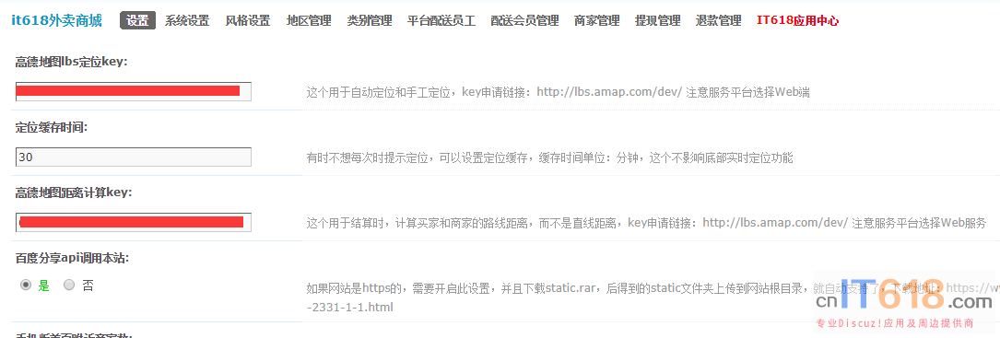 it618外卖商城 设置 系统设置 风格设置 地区管理 类别管理 平台配送员工 配送会员管理 商家管理 提现管理 退款管理 IT618应用中心
高德地图lbs定位key:
这个用于自动定位和手工定位，key申请链接：http://lbs.amap.com/dev/ 注意服务平台选择Web端
定位缓存时间:
30 有时不想每次时提示定位，可以设置定位缓存，缓存时间单位：分钟，这个不影响底部实时定位功能
高德地图距离计算key:
这个用于结算时，计算买家和商家的路线距离，而不是直线距离，key申请链接：http://lbs.amap.com/dev/ 注意服务平台选择Web服务
百度分享api调用本站:
是 否 如果网站是https的，需要开启此设置，并且下载static.rar，后得到的static文件夹上传到网站根目录，就自动支持了，下载地址：https://w
-2331-1-1.html
cnIT618.com
专业Discuz!应用及周边提供商